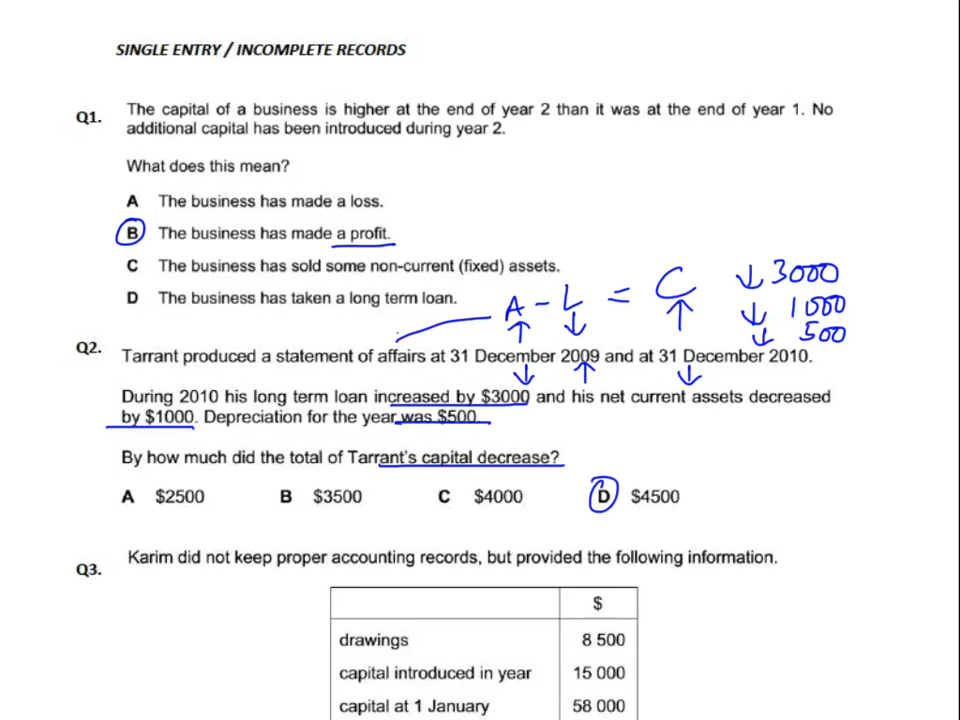 SINGLE ENTRY / INCOMPLETE RECORDS
Q1. The capital of a business is higher at the end of year 2 than it was at the end of year 1. No
additional capital has been introduced during year 2.
What does this mean?
A The business has made a loss.
B The business has made a profit.
C The business has sold some non-current (fixed) assets.
D The business has taken a long term loan.
A – L = C
↑ ↓ ↑
↓ ↑ ↓
↓ 3000
↓ 1000
↓ 500
Q2. Tarrant produced a statement of affairs at 31 December 2009 and at 31 December 2010.
During 2010 his long term loan increased by $3000 and his net current assets decreased
by $1000. Depreciation for the year was $500.
By how much did the total of Tarrant's capital decrease?
A $2500 B $3500 C $4000 D $4500
Q3. Karim did not keep proper accounting records, but provided the following information.
$
drawings 8 500
capital introduced in year 15 000
capital at 1 January 58 000